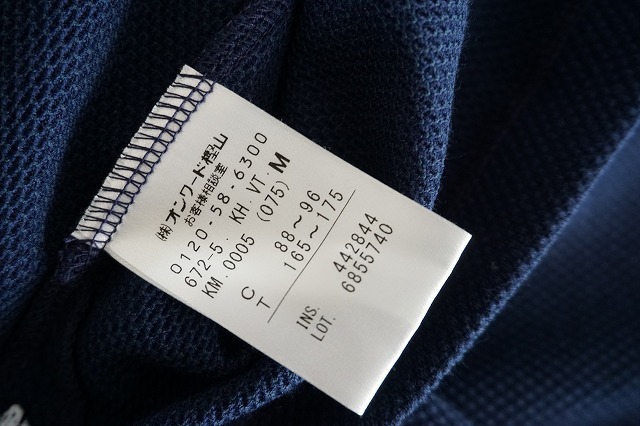 ㈱オンワード樫山
お客様相談室
0120-58-6300
672-5. KH. VT. M
KM. 0005 (075)
C 88～96
T 165～175
INS. 442844
LOT. 6855740